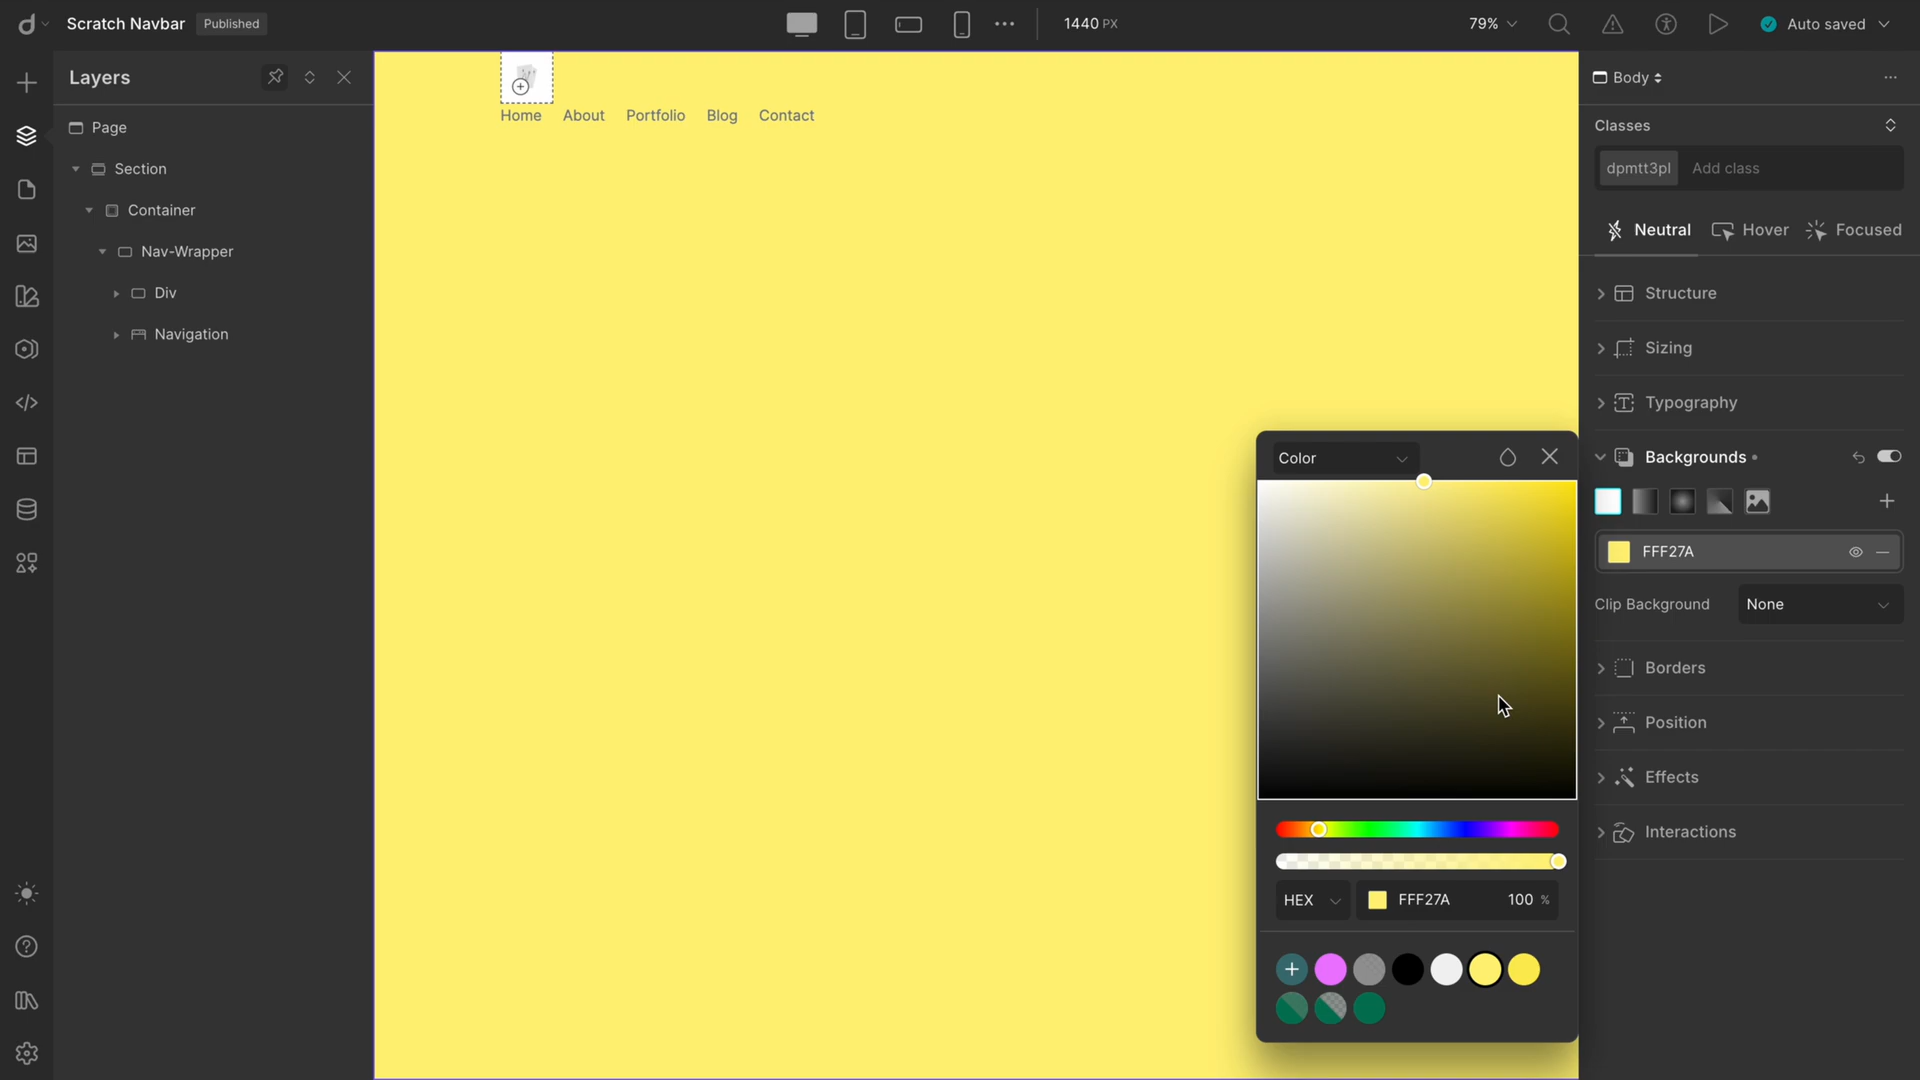 Scratch Navbar Published 1440 PX 79% Auto saved
Layers
Page
Section
Container
Nav-Wrapper
Div
Navigation
Home About Portfolio Blog Contact
Body
Classes
dpmtt3pl Add class
Neutral Hover Focused
Structure
Sizing
Typography
Backgrounds
FFF27A
Clip Background None
Borders
Position
Effects
Interactions
Color
HEX FFF27A 100 %